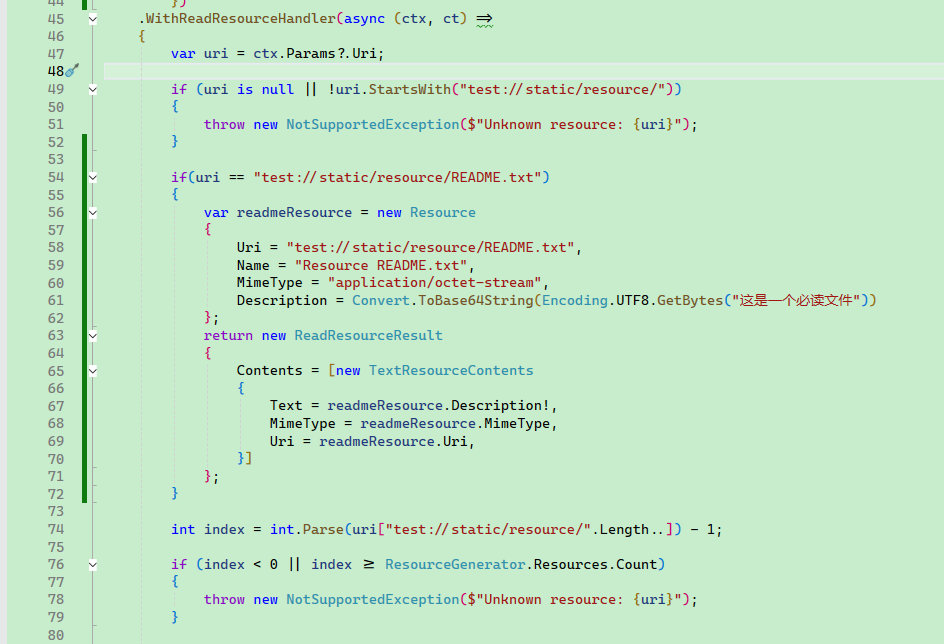 44 })
45 .WithReadResourceHandler(async (ctx, ct) =>
46 {
47 var uri = ctx.Params?.Uri;
48
49 if (uri is null || !uri.StartsWith("test://static/resource/"))
50 {
51 throw new NotSupportedException($"Unknown resource: {uri}");
52 }
53
54 if(uri == "test://static/resource/README.txt")
55 {
56 var readmeResource = new Resource
57 {
58 Uri = "test://static/resource/README.txt",
59 Name = "Resource README.txt",
60 MimeType = "application/octet-stream",
61 Description = Convert.ToBase64String(Encoding.UTF8.GetBytes("这是一个必读文件"))
62 };
63 return new ReadResourceResult
64 {
65 Contents = [new TextResourceContents
66 {
67 Text = readmeResource.Description!,
68 MimeType = readmeResource.MimeType,
69 Uri = readmeResource.Uri,
70 }]
71 };
72 }
73
74 int index = int.Parse(uri["test://static/resource/".Length..]) - 1;
75
76 if (index < 0 || index >= ResourceGenerator.Resources.Count)
77 {
78 throw new NotSupportedException($"Unknown resource: {uri}");
79 }
80